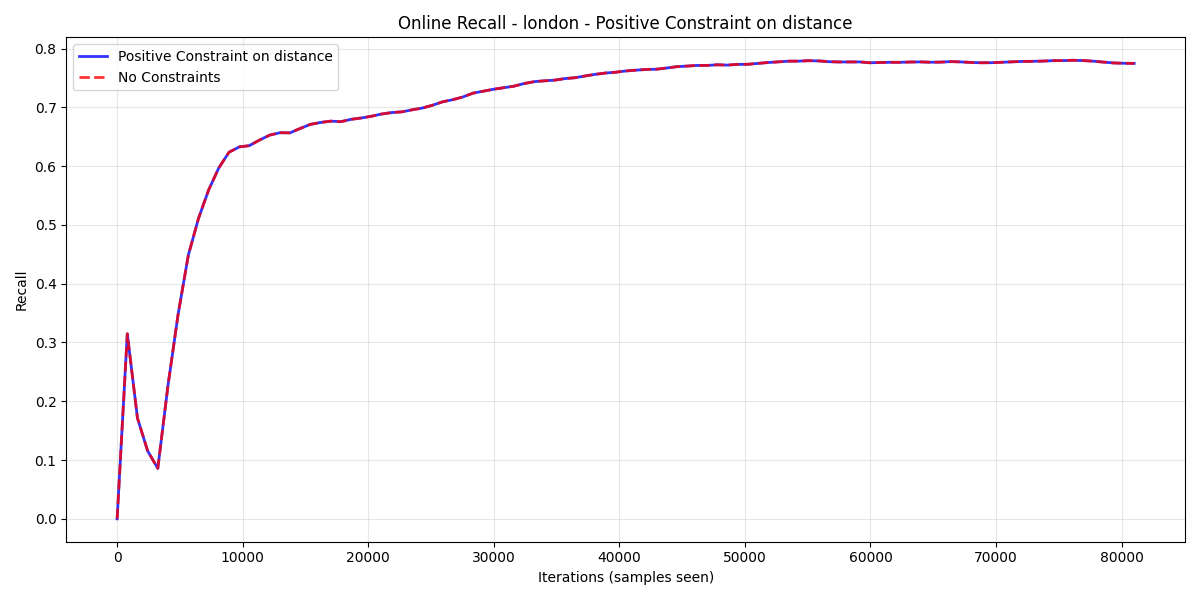 Online Recall - london - Positive Constraint on distance
Positive Constraint on distance
No Constraints
Recall
0.8
0.7
0.6
0.5
0.4
0.3
0.2
0.1
0.0
0 10000 20000 30000 40000 50000 60000 70000 80000
Iterations (samples seen)